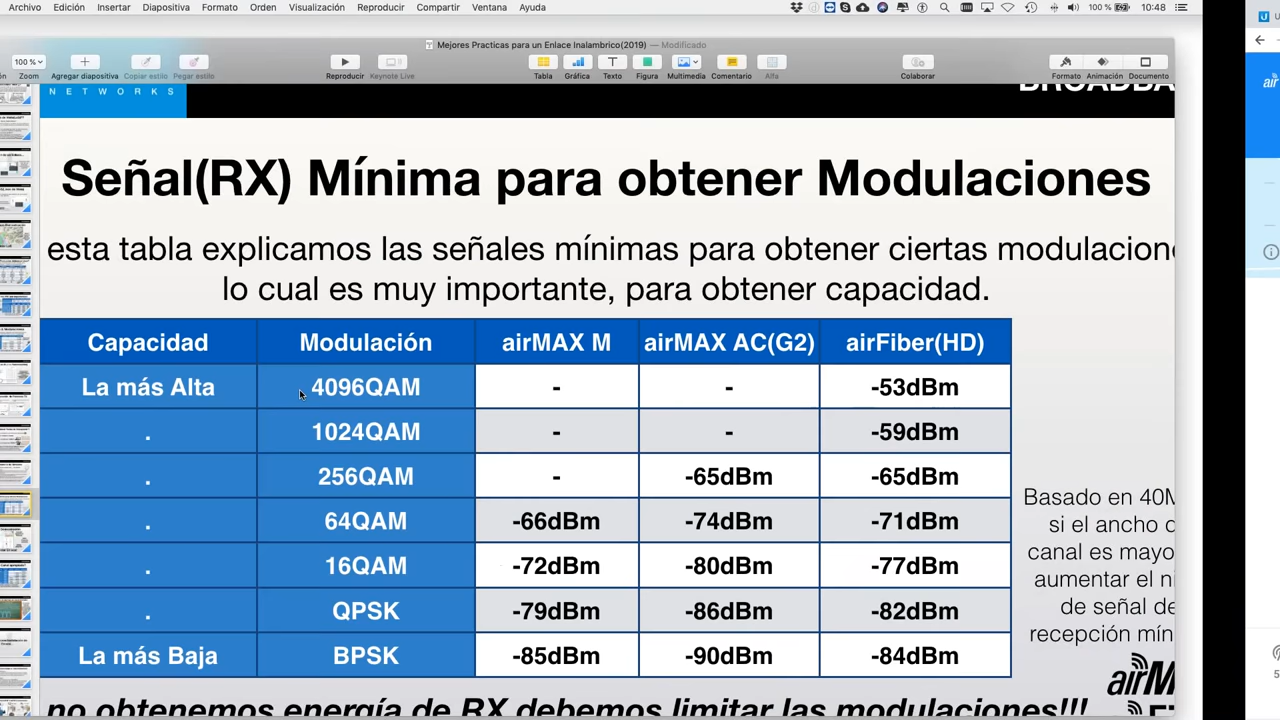 Archivo Edición Insertar Diapositiva Formato Orden Visualización Reproducir Compartir Ventana Ayuda 100 % 10:48
Mejores Practicas para un Enlace Inalambrico(2019) — Modificado
100 %
Zoom Agregar diapositiva Copiar estilo Pegar estilo Reproducir Keynote Live Tabla Gráfica Texto Figura Multimedia Comentario Alfa Colaborar Formato Animación Documento
NETWORKS
Señal(RX) Mínima para obtener Modulaciones
esta tabla explicamos las señales mínimas para obtener ciertas modulacion
lo cual es muy importante, para obtener capacidad.
Capacidad Modulación airMAX M airMAX AC(G2) airFiber(HD)
La más Alta 4096QAM - - -53dBm
. 1024QAM - - -59dBm
. 256QAM - -65dBm -65dBm
. 64QAM -66dBm -74dBm -71dBm
. 16QAM -72dBm -80dBm -77dBm
. QPSK -79dBm -86dBm -82dBm
La más Baja BPSK -85dBm -90dBm -84dBm
Basado en 40M
si el ancho
canal es mayo
aumentar el n
de señal de
recepción mín
airM
no obtenemos energía de RX debemos limitar las modulaciones!!!